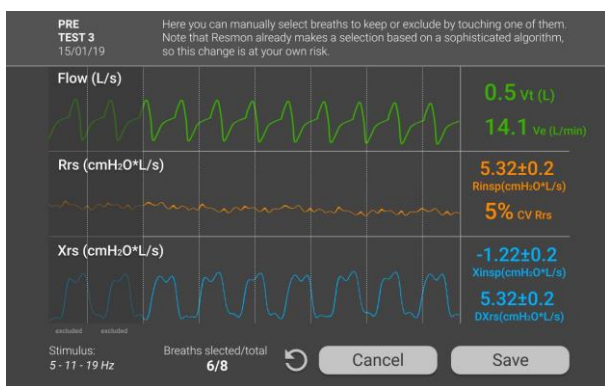 PRE
TEST 3
15/01/19
Here you can manually select breaths to keep or exclude by touching one of them.
Note that Resmon already makes a selection based on a sophisticated algorithm,
so this change is at your own risk.
Flow (L/s)
0.5 Vt (L)
14.1 Ve (L/min)
Rrs (cmH₂O*L/s)
5.32±0.2
Rinsp(cmH₂O*L/s)
5% CV Rrs
Xrs (cmH₂O*L/s)
-1.22±0.2
Xinsp(cmH₂O*L/s)
5.32±0.2
DXrs(cmH₂O*L/s)
excluded excluded
Stimulus:
5 - 11 - 19 Hz
Breaths slected/total
6/8
Cancel
Save